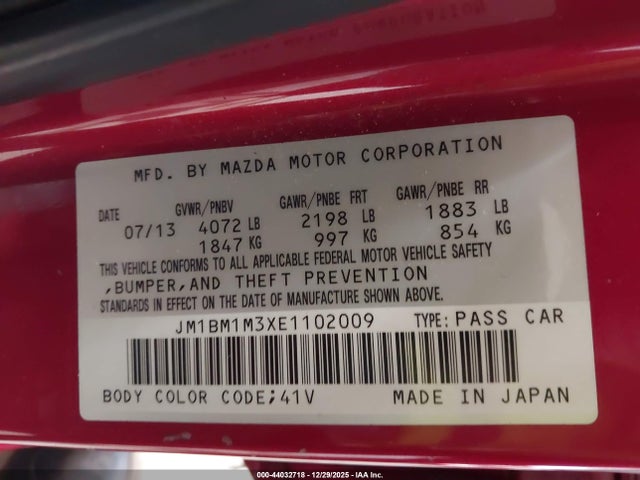 MFD. BY MAZDA MOTOR CORPORATION
DATE GVWR/PNBV GAWR/PNBE FRT GAWR/PNBE RR
07/13 4072 LB 2198 LB 1883 LB
1847 KG 997 KG 854 KG
THIS VEHICLE CONFORMS TO ALL APPLICABLE FEDERAL MOTOR VEHICLE SAFETY
,BUMPER,AND THEFT PREVENTION
STANDARDS IN EFFECT ON THE DATE OF MANUFACTURE SHOWN ABOVE.
JM1BM1M3XE1102009 TYPE: PASS CAR
BODY COLOR CODE;41V MADE IN JAPAN
000-44032718 - 12/29/2025 - IAA Inc.